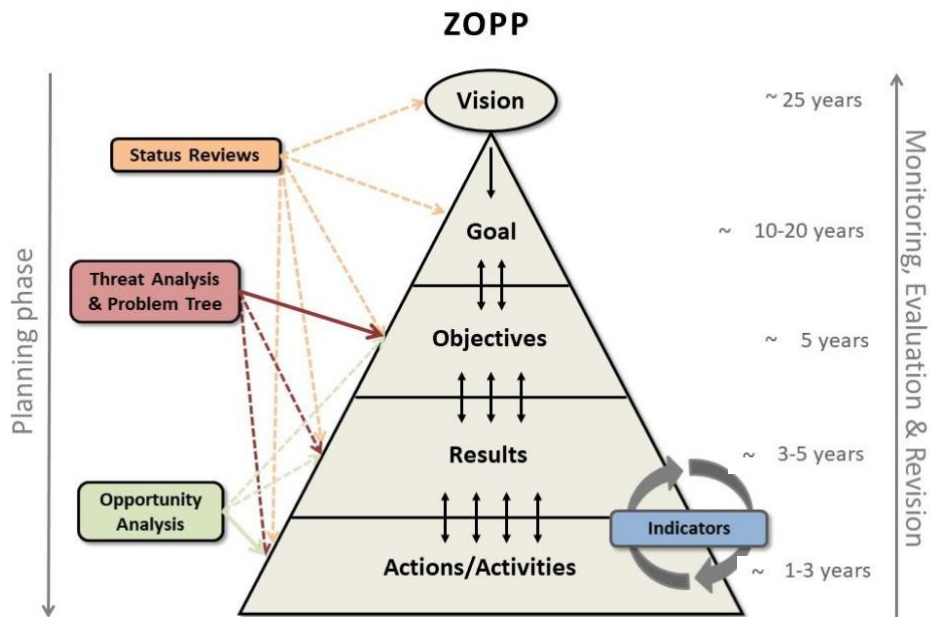 ZOPP
Vision
~ 25 years
Status Reviews
Goal
~ 10-20 years
Threat Analysis
& Problem Tree
Objectives
~ 5 years
Results
~ 3-5 years
Opportunity
Analysis
Indicators
Actions/Activities
~ 1-3 years
Planning phase
Monitoring, Evaluation & Revision